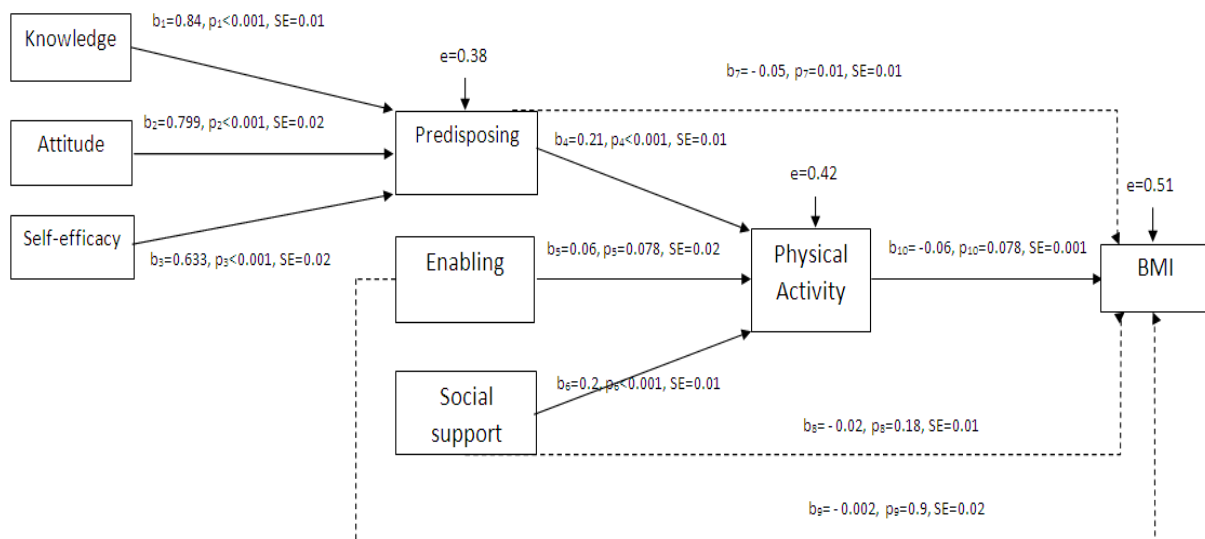 b₁=0.84, p₁<0.001, SE=0.01
Knowledge
e=0.38
b₇= - 0.05, p₇=0.01, SE=0.01
b₂=0.799, p₂<0.001, SE=0.02
Attitude
Predisposing
b₄=0.21, p₄<0.001, SE=0.01
e=0.42
e=0.51
Self-efficacy
b₃=0.633, p₃<0.001, SE=0.02
Enabling
b₅=0.06, p₅=0.078, SE=0.02
Physical
Activity
b₁₀= -0.06, p₁₀=0.078, SE=0.001
BMI
Social
support
b₆=0.2, p₆<0.001, SE=0.01
b₈= - 0.02, p₈=0.18, SE=0.01
b₉= - 0.002, p₉=0.9, SE=0.02